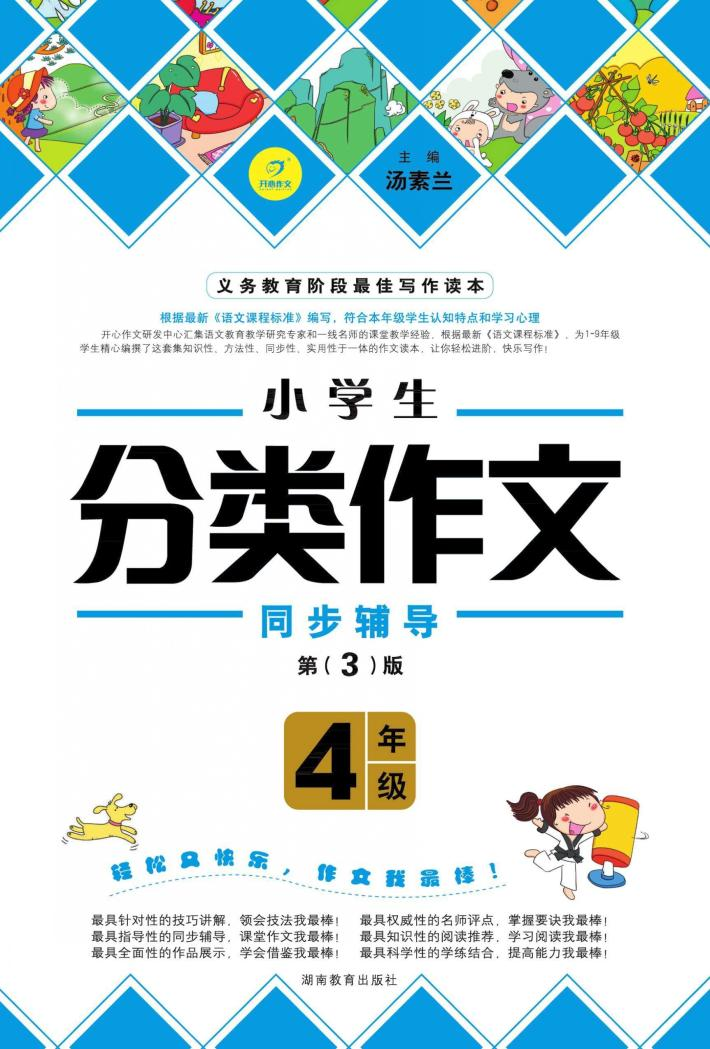 开心作文
主编
汤素兰
义务教育阶段最佳写作读本
根据最新《语文课程标准》编写，符合本年级学生认知特点和学习心理
开心作文研发中心汇集语文教育教学研究专家和一线名师的课堂教学经验，根据最新《语文课程标准》，为1-9年级
学生精心编撰了这套集知识性、方法性、同步性、实用性于一体的作文读本，让你轻松进阶，快乐写作！
小学生
分类作文
同步辅导
第（3）版
4年级
轻松又快乐，作文我最棒！
最具针对性的技巧讲解，领会技法我最棒！ 最具权威性的名师评点，掌握要诀我最棒！
最具指导性的同步辅导，课堂作文我最棒！ 最具知识性的阅读推荐，学习阅读我最棒！
最具全面性的作品展示，学会借鉴我最棒！ 最具科学性的学练结合，提高能力我最棒！
湖南教育出版社